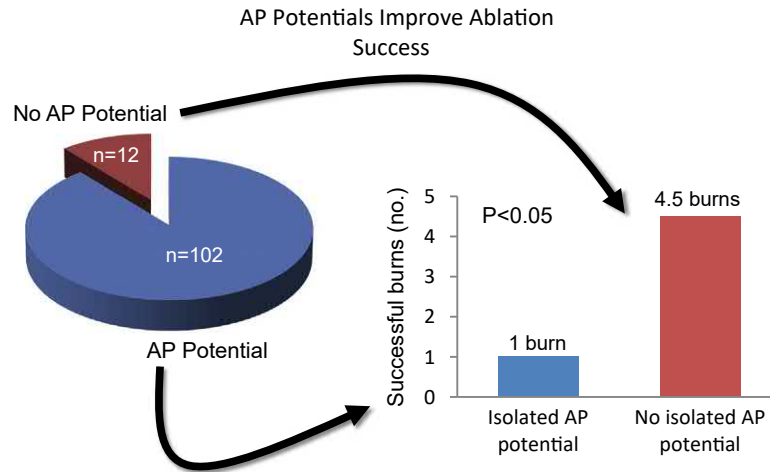 AP Potentials Improve Ablation
Success
No AP Potential
n=12
n=102
AP Potential
Successful burns (no.)
5
4
3
2
1
0
P<0.05
4.5 burns
1 burn
Isolated AP
potential
No isolated AP
potential